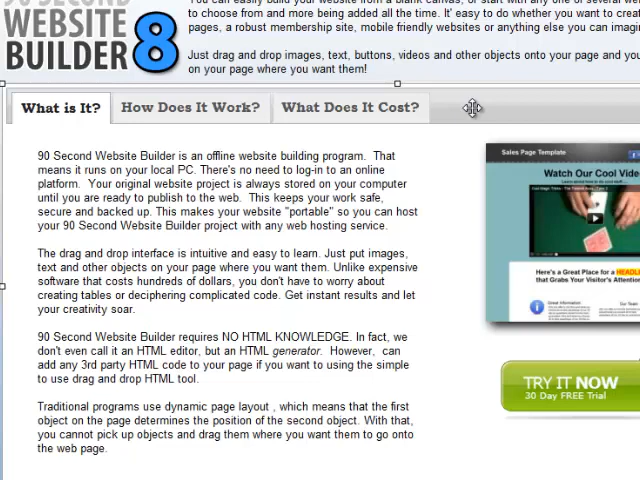 You can easily build your website from a blank canvas, or start with any one of several
to choose from and more being added all the time. It' easy to do whether you want to
pages, a robust membership site, mobile friendly websites or anything else you can
WEBSITE
BUILDER 8
Just drag and drop images, text, buttons, videos and other objects onto your page and
on your page where you want them!
What is It? How Does It Work? What Does It Cost?
90 Second Website Builder is an offline website building program. That
means it runs on your local PC. There's no need to log-in to an online
platform. Your original website project is always stored on your computer
until you are ready to publish to the web. This keeps your work safe,
secure and backed up. This makes your website "portable" so you can host
your 90 Second Website Builder project with any web hosting service.
The drag and drop interface is intuitive and easy to learn. Just put images,
text and other objects on your page where you want them. Unlike expensive
software that costs hundreds of dollars, you don't have to worry about
creating tables or deciphering complicated code. Get instant results and let
your creativity soar.
90 Second Website Builder requires NO HTML KNOWLEDGE. In fact, we
don't even call it an HTML editor, but an HTML generator. However, can
add any 3rd party HTML code to your page if you want to using the simple
to use drag and drop HTML tool.
Traditional programs use dynamic page layout , which means that the first
object on the page determines the position of the second object. With that,
you cannot pick up objects and drag them where you want them to go onto
the web page.
Sales Page Template
Watch Our Cool
Here's a Great Place for a
that Grabs Your Visitor's
Great Information
Our Team
TRY IT NOW
30 Day FREE Trial